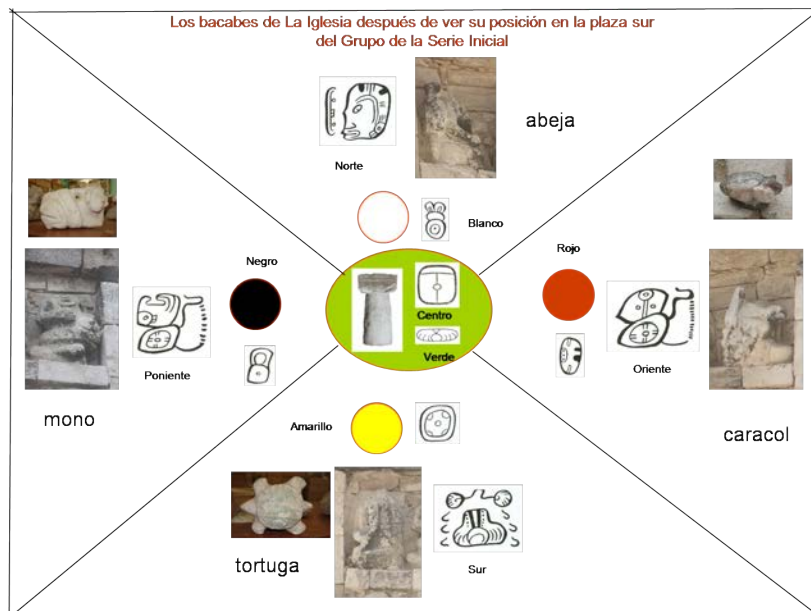 Los bacabes de La Iglesia después de ver su posición en la plaza sur
del Grupo de la Serie Inicial
abeja
Norte
Blanco
Negro
Rojo
Centro
Verde
Poniente
Oriente
mono
caracol
Amarillo
tortuga
Sur